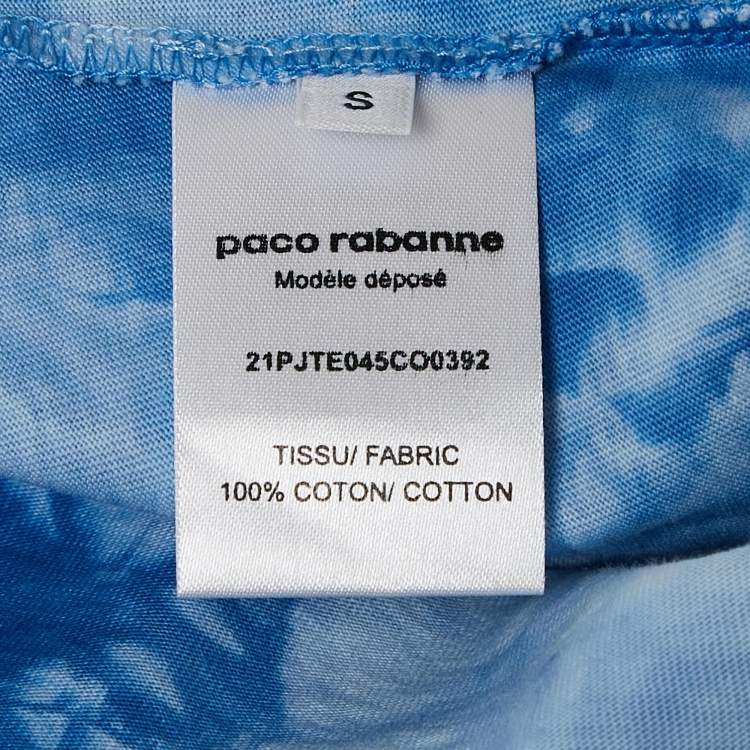 S
paco rabanne
Modèle déposé
21PJTE045CO0392
TISSU/ FABRIC
100% COTON/ COTTON